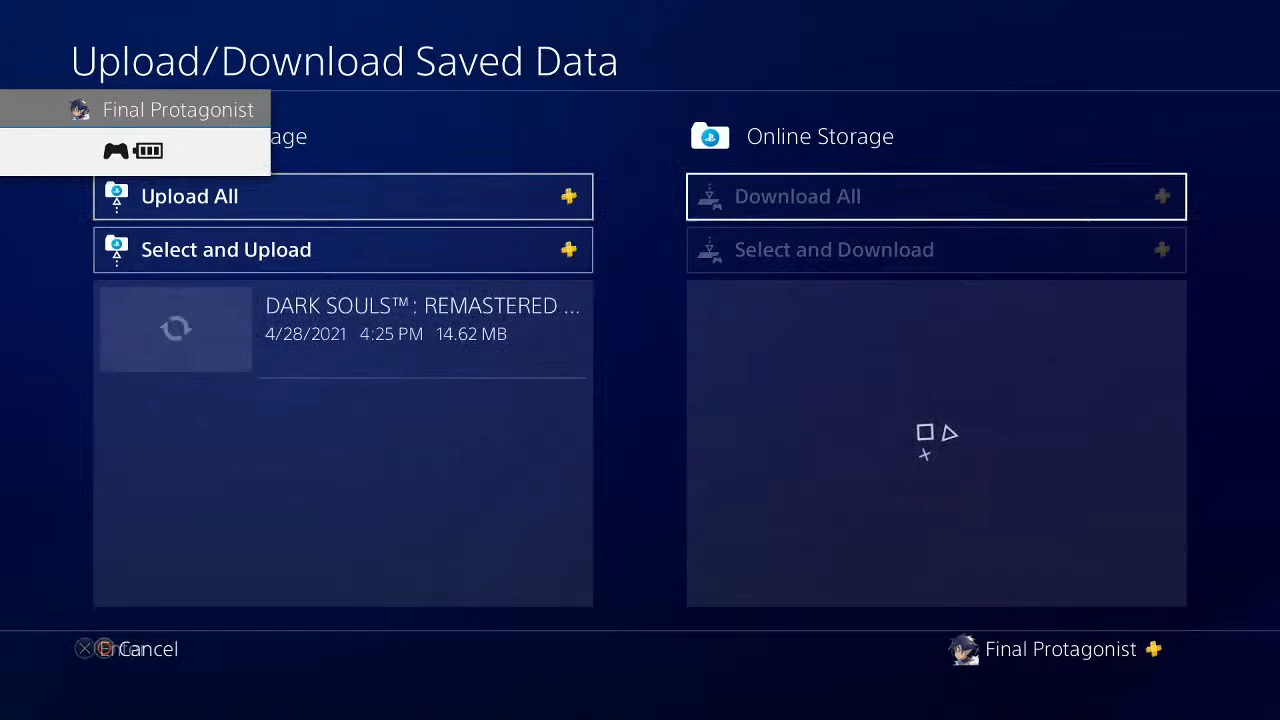 Upload/Download Saved Data
Final Protagonist
age
Online Storage
Upload All
Download All
Select and Upload
Select and Download
DARK SOULS™: REMASTERED ...
4/28/2021 4:25 PM 14.62 MB
Cancel
Final Protagonist